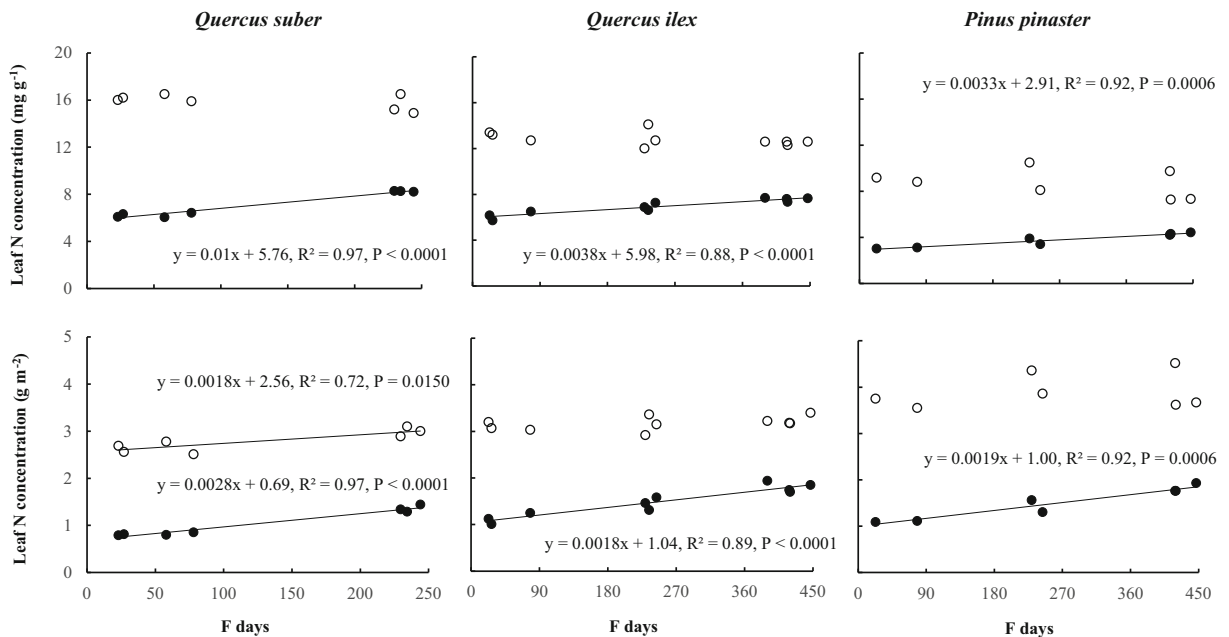 Quercus suber
Quercus ilex
Pinus pinaster
Leaf N concentration (mg g-1)
20
16
12
8
4
0
y = 0.01x + 5.76, R² = 0.97, P < 0.0001
y = 0.0038x + 5.98, R² = 0.88, P < 0.0001
y = 0.0033x + 2.91, R² = 0.92, P = 0.0006
Leaf N concentration (g m-2)
5
4
3
2
1
0
y = 0.0018x + 2.56, R² = 0.72, P = 0.0150
y = 0.0028x + 0.69, R² = 0.97, P < 0.0001
y = 0.0018x + 1.04, R² = 0.89, P < 0.0001
y = 0.0019x + 1.00, R² = 0.92, P = 0.0006
0 50 100 150 200 250
0 90 180 270 360 450
0 90 180 270 360 450
F days
F days
F days